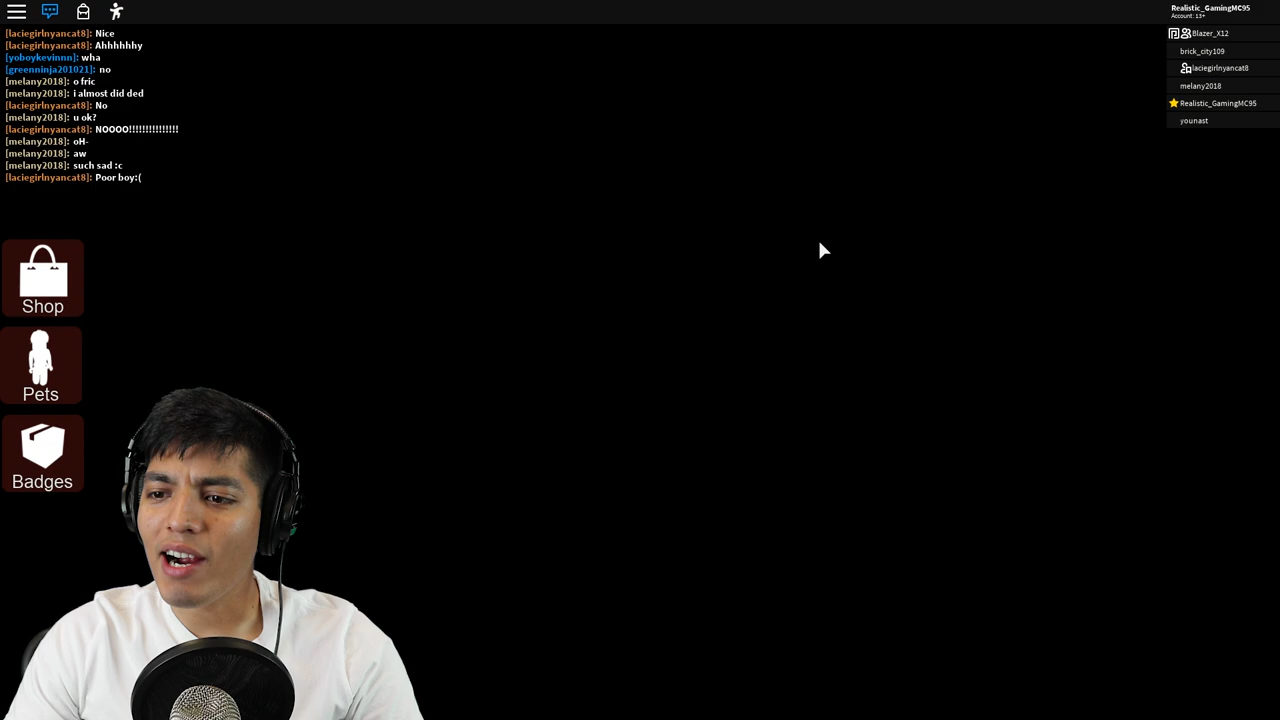 Realistic_GamingMC95
Account: 13+
[laciegirlnyancat8]: Nice
[laciegirlnyancat8]: Ahhhhhhy
[yoboykevinnn]: wha
[greenninja201021]: no
[melany2018]: o fric
[melany2018]: i almost did ded
[laciegirlnyancat8]: No
[melany2018]: u ok?
[laciegirlnyancat8]: NOOOO!!!!!!!!!!!!!!!
[melany2018]: oH-
[melany2018]: aw
[melany2018]: such sad :c
[laciegirlnyancat8]: Poor boy:(
Blazer_X12
brick_city109
laciegirlnyancat8
melany2018
Realistic_GamingMC95
younast
Shop
Pets
Badges